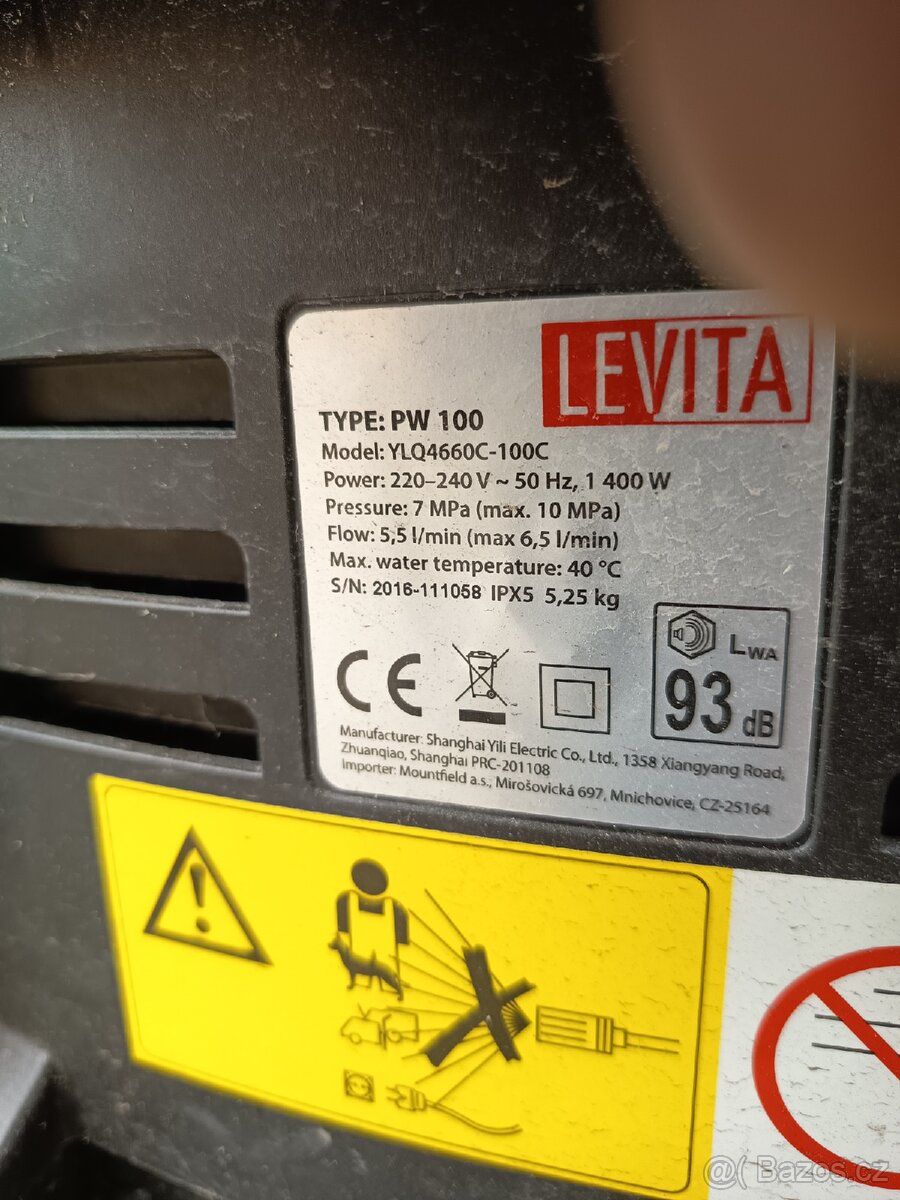 LEVITA
TYPE: PW 100
Model: YLQ4660C-100C
Power: 220–240 V ~ 50 Hz, 1 400 W
Pressure: 7 MPa (max. 10 MPa)
Flow: 5,5 l/min (max 6,5 l/min)
Max. water temperature: 40 °C
S/N: 2016-111058 IPX5 5,25 kg
CE
LWA
93 dB
Manufacturer: Shanghai Yili Electric Co., Ltd., 1358 Xiangyang Road,
Zhuanqiao, Shanghai PRC-201108
Importer: Mountfield a.s., Mirošovická 697, Mnichovice, CZ-25164
@( Bazos.cz